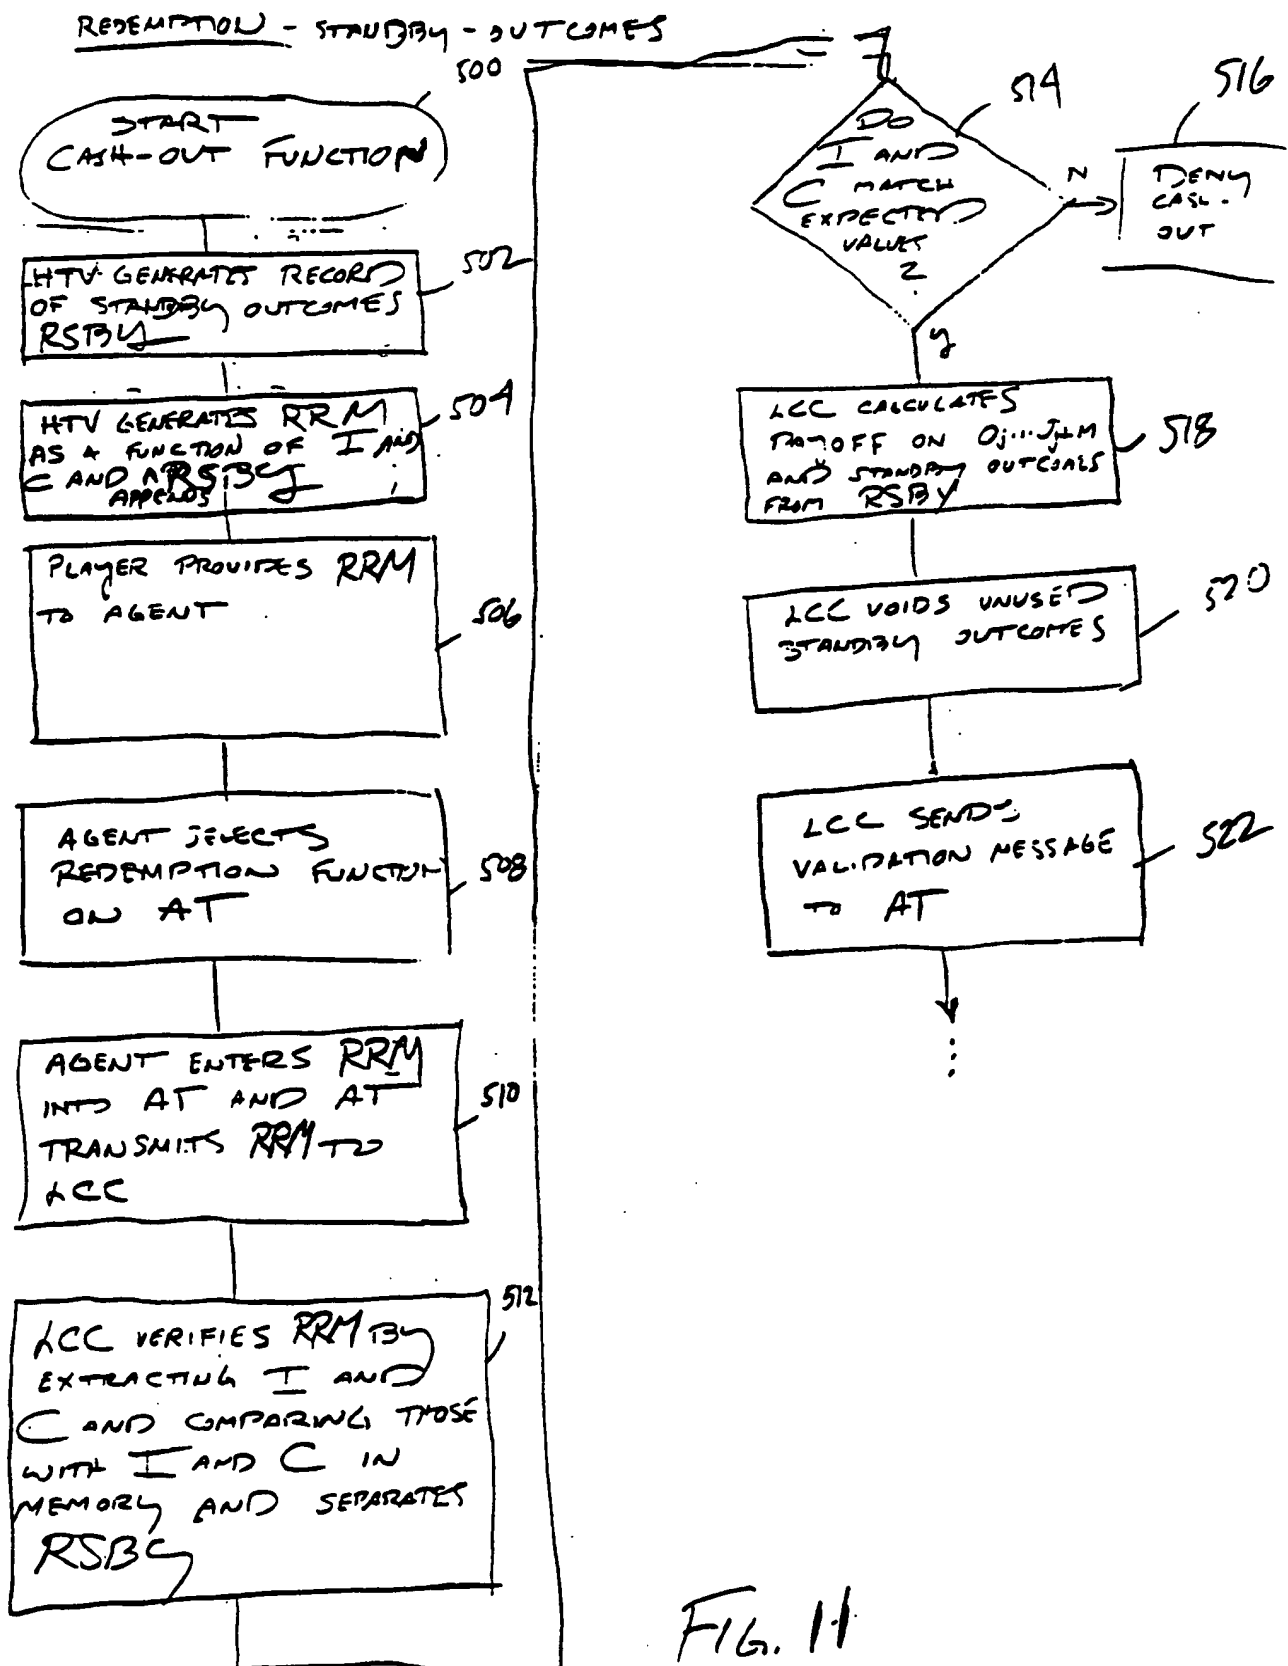 REDEMPTION - STANDBY - OUTCOMES
500
START
CASH-OUT FUNCTION
502
HTV GENERATES RECORD
OF STANDBY OUTCOMES
RSBY
504
HTV GENERATES RRM
AS A FUNCTION OF I AND
C AND RSBY
APPENDS
PLAYER PROVIDES RRM
TO AGENT
506
AGENT SELECTS
REDEMPTION FUNCTION
ON AT
508
AGENT ENTERS RRM
INTO AT AND AT
TRANSMITS RRM TO
LCC
510
512
LCC VERIFIES RRM BY
EXTRACTING I AND
C AND COMPARING THOSE
WITH I AND C IN
MEMORY AND SEPARATES
RSBY
514
DO
I AND
C MATCH
EXPECTED
VALUES
?
N
Y
516
DENY
CASH-
OUT
LCC CALCULATES
PAYOFF ON Oj...Jj+M
AND STANDBY OUTCOMES
FROM RSBY
518
LCC VOIDS UNUSED
STANDBY OUTCOMES
520
LCC SENDS
VALIDATION MESSAGE
TO AT
522
FIG. 11